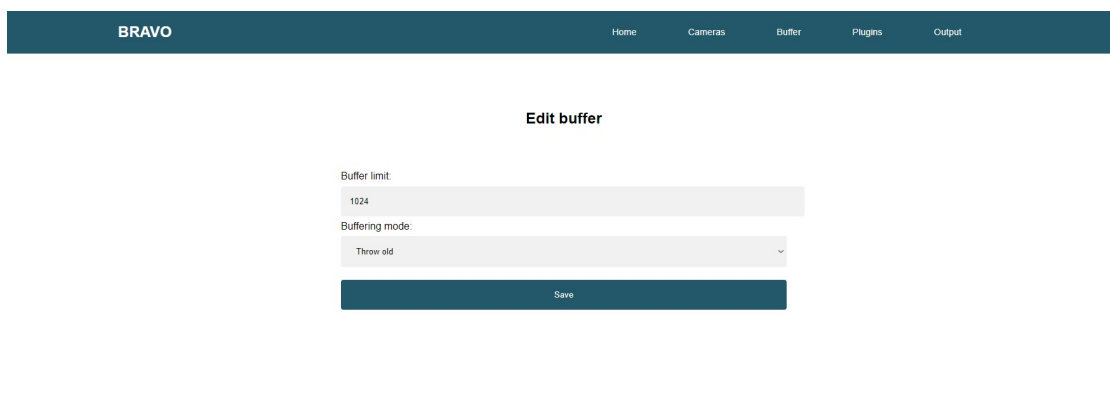 BRAVO Home Cameras Buffer Plugins Output
Edit buffer
Buffer limit:
1024
Buffering mode:
Throw old
Save